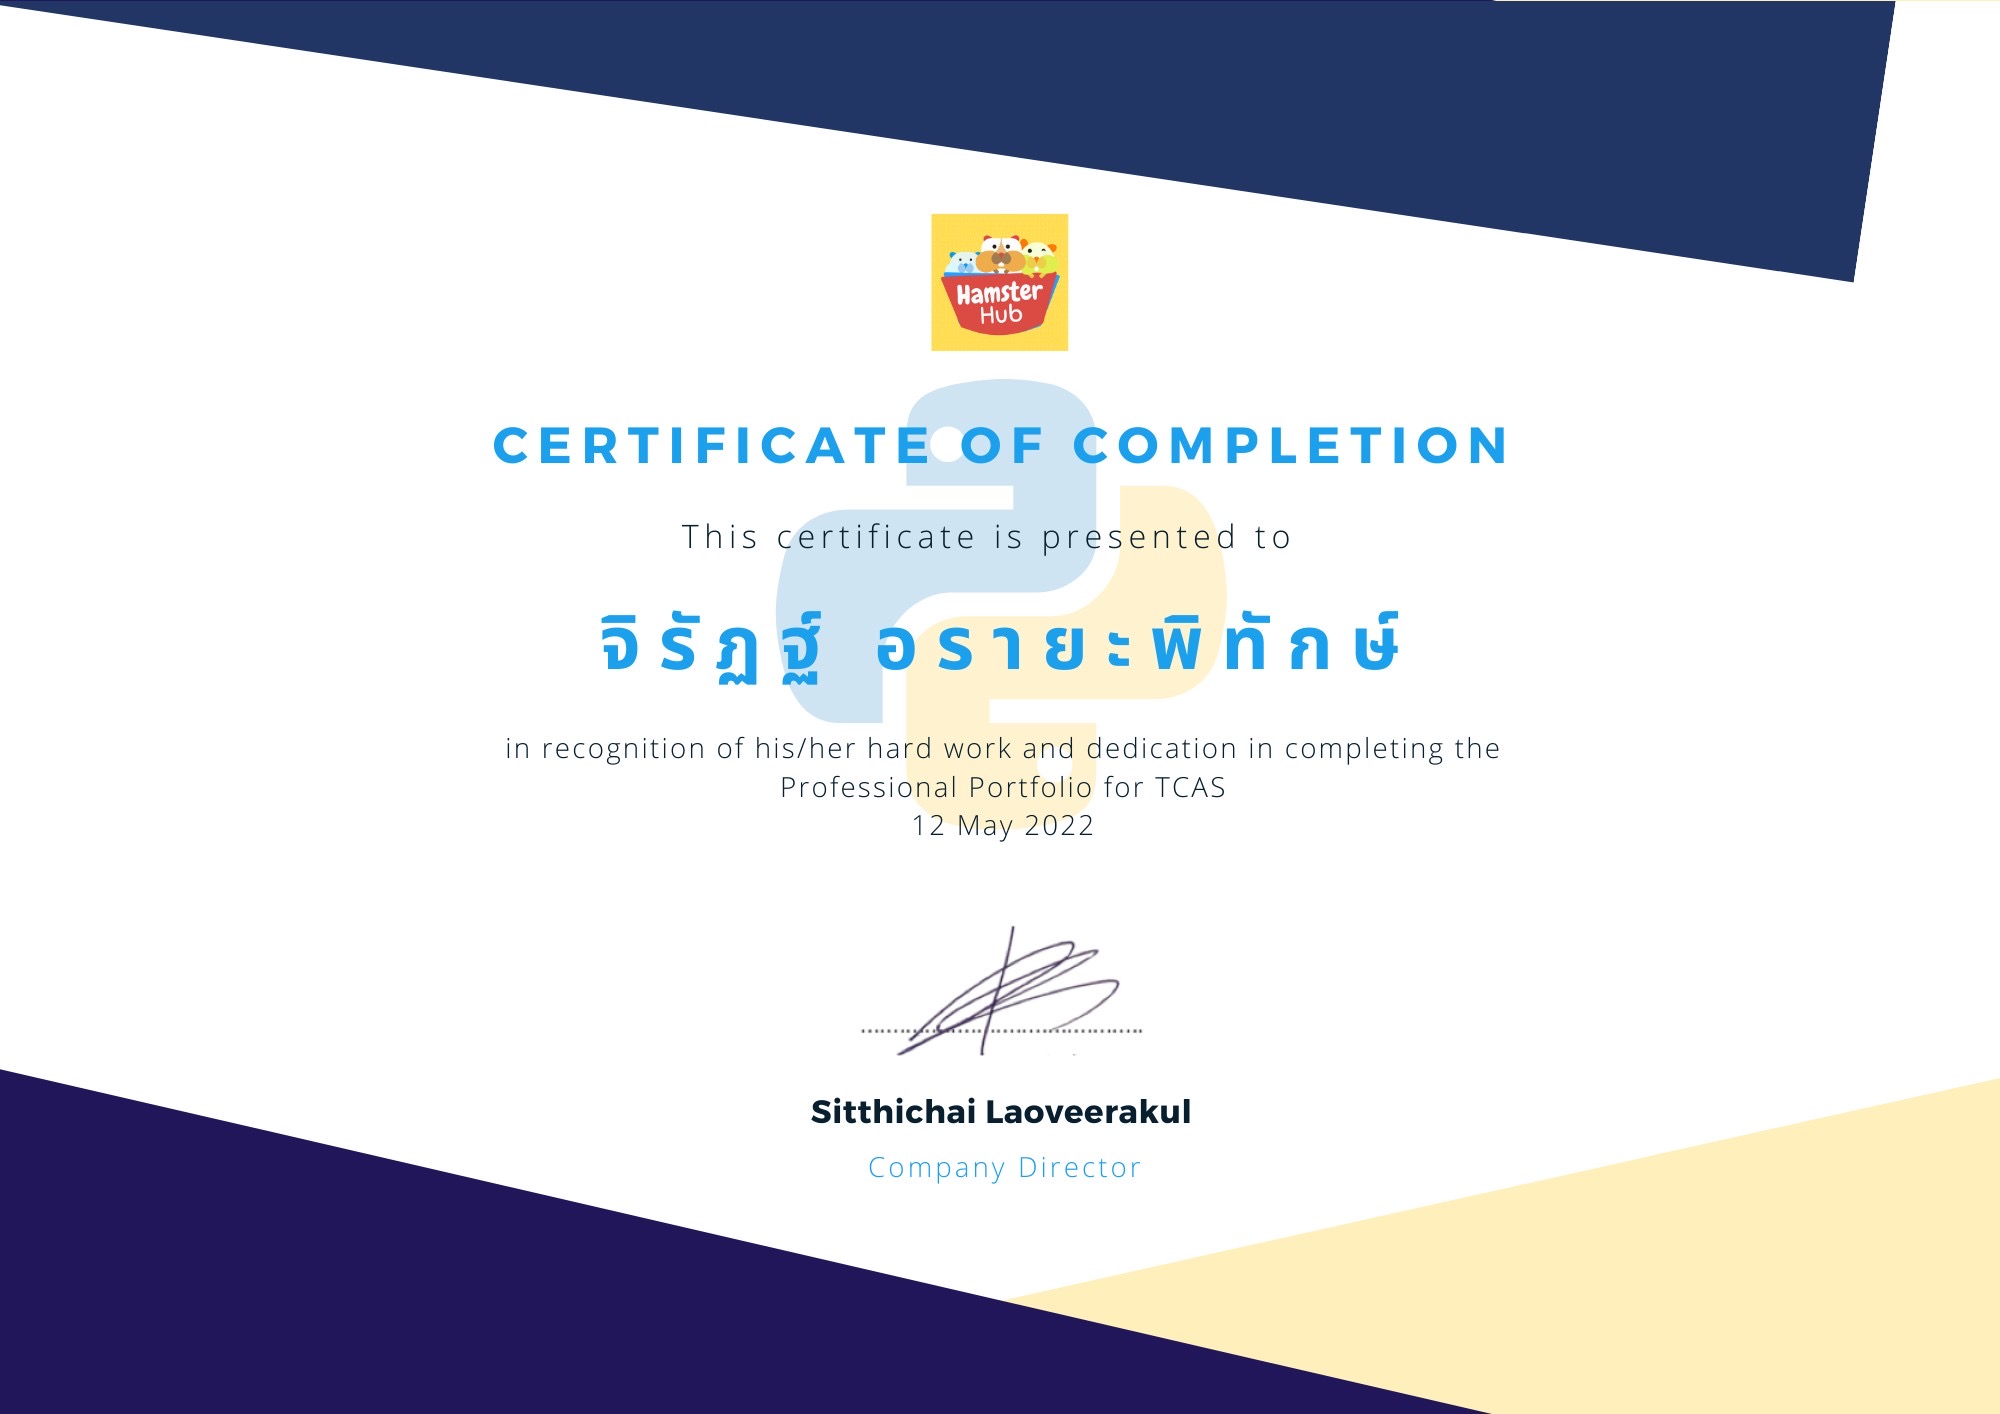 Hamster
Hub
CERTIFICATE OF COMPLETION
This certificate is presented to
จิรัฏฐ์ อรายะพิทักษ์
in recognition of his/her hard work and dedication in completing the
Professional Portfolio for TCAS
12 May 2022
Sitthichai Laoveerakul
Company Director